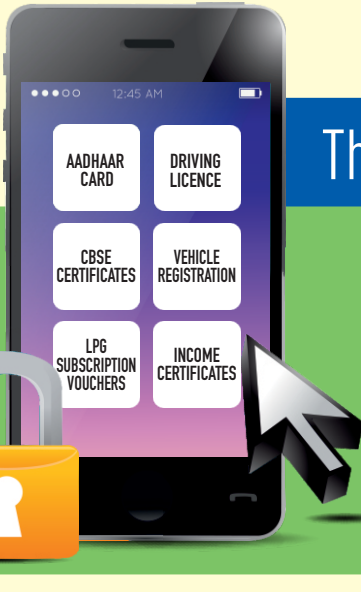 12:45 AM
Th
AADHAAR
CARD
DRIVING
LICENCE
CBSE
CERTIFICATES
VEHICLE
REGISTRATION
LPG
SUBSCRIPTION
VOUCHERS
INCOME
CERTIFICATES